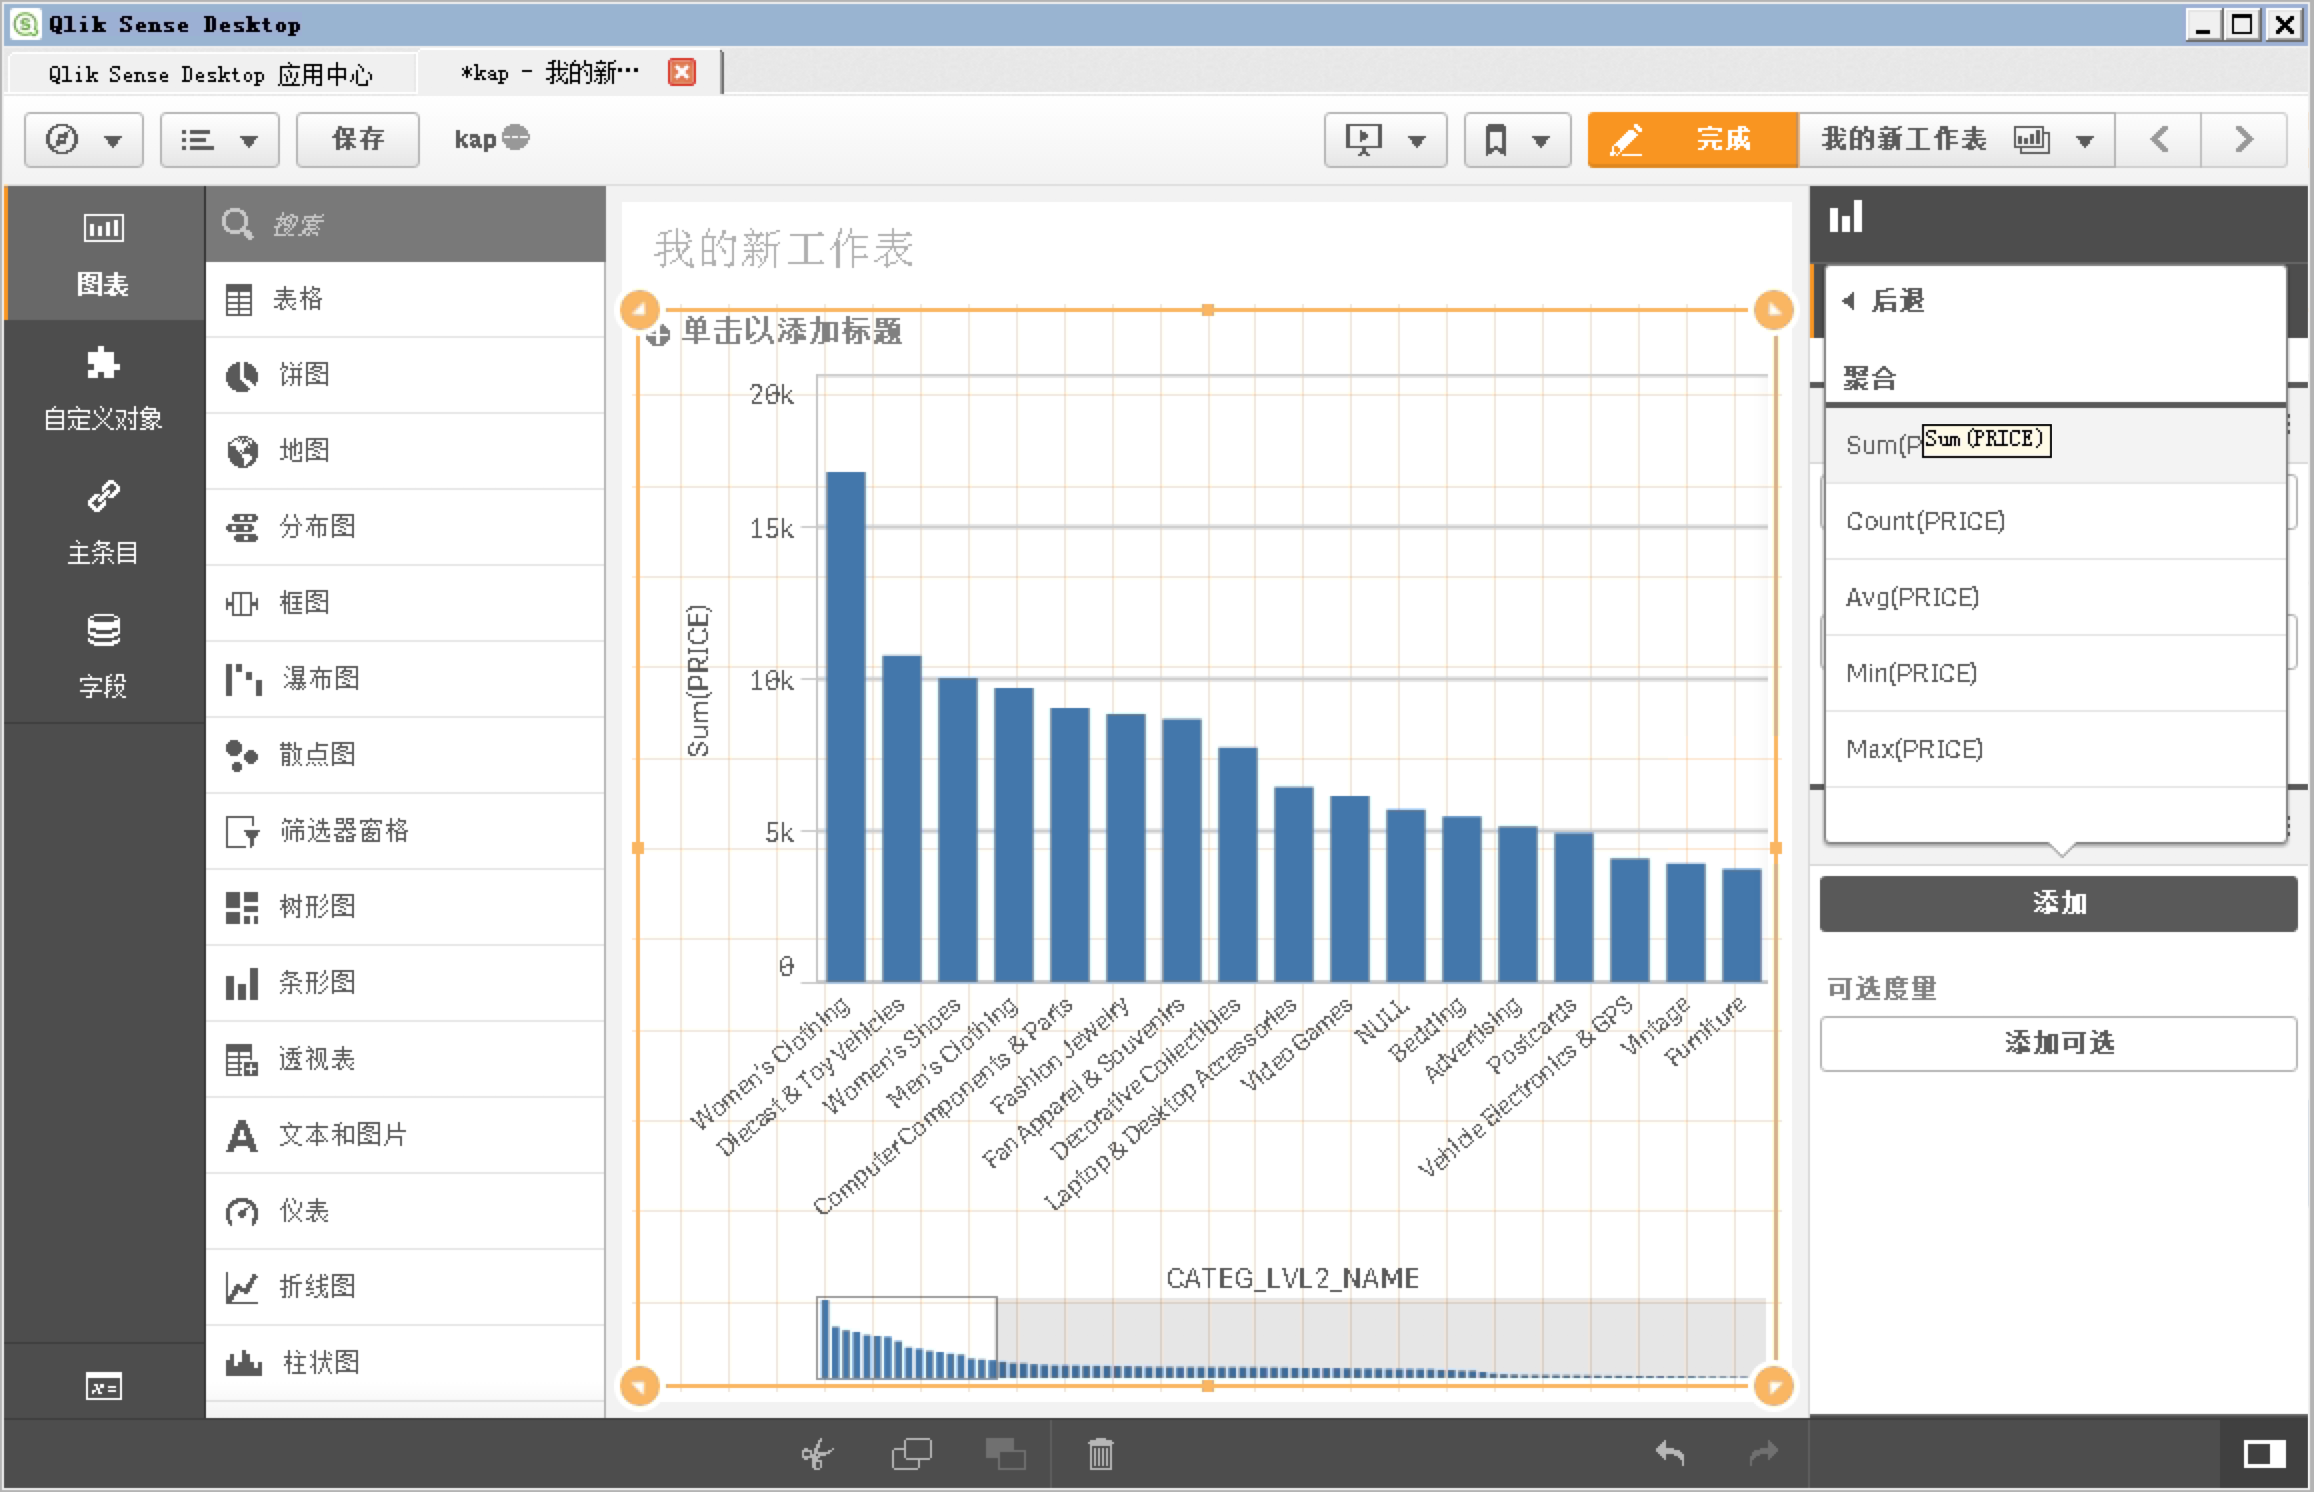 Qlik Sense Desktop
Qlik Sense Desktop 应用中心
*kap - 我的新…
保存
kap
完成
我的新工作表
图表
自定义对象
主条目
字段
搜索
表格
饼图
地图
分布图
框图
瀑布图
散点图
筛选器窗格
树形图
条形图
透视表
文本和图片
仪表
折线图
柱状图
x=
我的新工作表
单击以添加标题
Sum(PRICE)
20k
15k
10k
5k
0
Women's Clothing
Diecast & Toy Vehicles
Women's Shoes
Men's Clothing
Computer Components & Parts
Fashion Jewelry
Fan Apparel & Souvenirs
Decorative Collectibles
Laptop & Desktop Accessories
Video Games
NULL
Bedding
Advertising
Postcards
Vehicle Electronics & GPS
Vintage
Furniture
CATEG_LVL2_NAME
后退
聚合
Sum(P
Sum(PRICE)
Count(PRICE)
Avg(PRICE)
Min(PRICE)
Max(PRICE)
添加
可选度里
添加可选